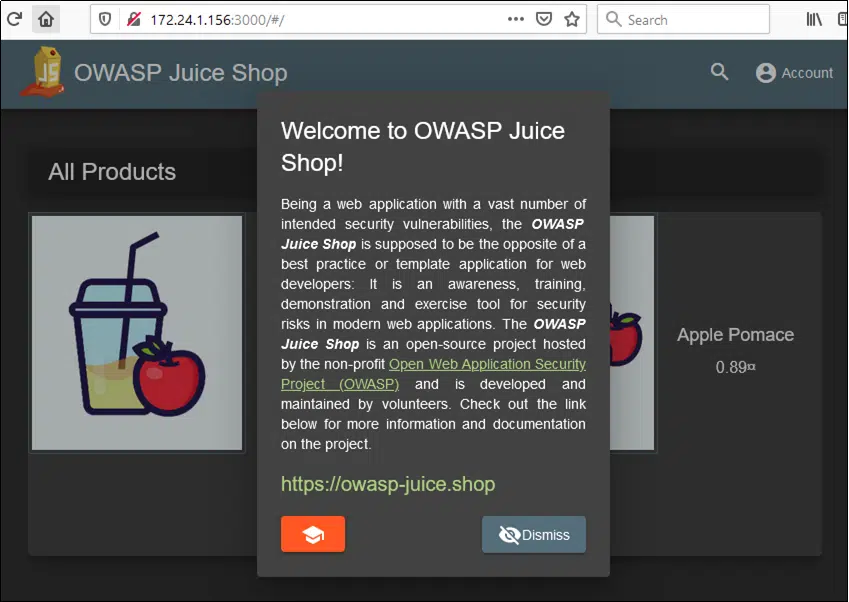 172.24.1.156:3000/#/
Search
JS
OWASP Juice Shop
Account
Welcome to OWASP Juice
Shop!
All Products
Being a web application with a vast number of
intended security vulnerabilities, the OWASP
Juice Shop is supposed to be the opposite of a
best practice or template application for web
developers: It is an awareness, training,
demonstration and exercise tool for security
risks in modern web applications. The OWASP
Juice Shop is an open-source project hosted
by the non-profit Open Web Application Security
Project (OWASP) and is developed and
maintained by volunteers. Check out the link
below for more information and documentation
on the project.
https://owasp-juice.shop
Dismiss
Apple Pomace
0.89¤